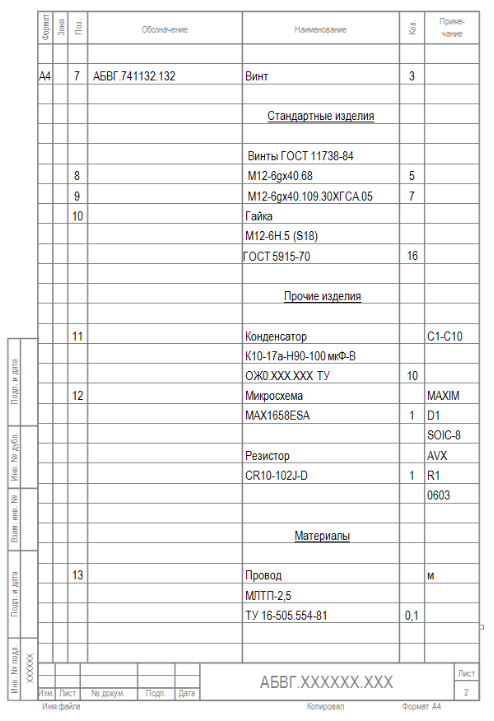 Формат Зона Поз. Обозначение Наименование Кол. Приме-
чание
А4 7 АБВГ.741132.132 Винт 3
Стандартные изделия
Винты ГОСТ 11738-84
8 М12-6gх40.68 5
9 М12-6gх40.109.30ХГСА.05 7
10 Гайка
М12-6Н.5 (S18)
ГОСТ 5915-70 16
Прочие изделия
11 Конденсатор С1-С10
К10-17а-Н90-100 мкФ-В
ОЖ0.ХХХ.ХХХ ТУ 10
12 Микросхема MAXIM
MAX1658ESA 1 D1
SOIC-8
Резистор AVX
CR10-102J-D 1 R1
0603
Материалы
13 Провод м
МЛТП-2,5
ТУ 16-505.554-81 0,1
Подп. и дата
Инв. № дубл.
Взам. инв. №
Подп. и дата
Инв. № подл.
XXXXXX
АБВГ.XXXXXX.XXX
Лист
2
Изм. Лист № докум. Подп. Дата
Имя файла Копировал Формат А4